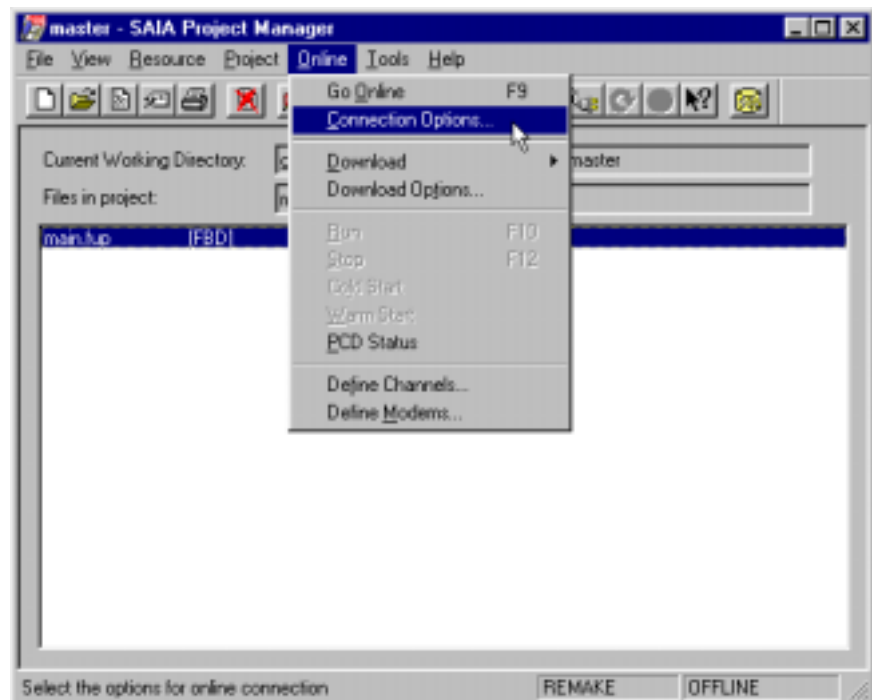 master - SAIA Project Manager
File View Resource Project Online Tools Help
Go Online F9
Connection Options...
Current Working Directory: master
Download
Files in project:
Download Options...
main.fup (FBD)
Run F10
Stop F12
Cold Start
Warm Start
PCD Status
Define Channels...
Define Modems...
Select the options for online connection REMAKE OFFLINE